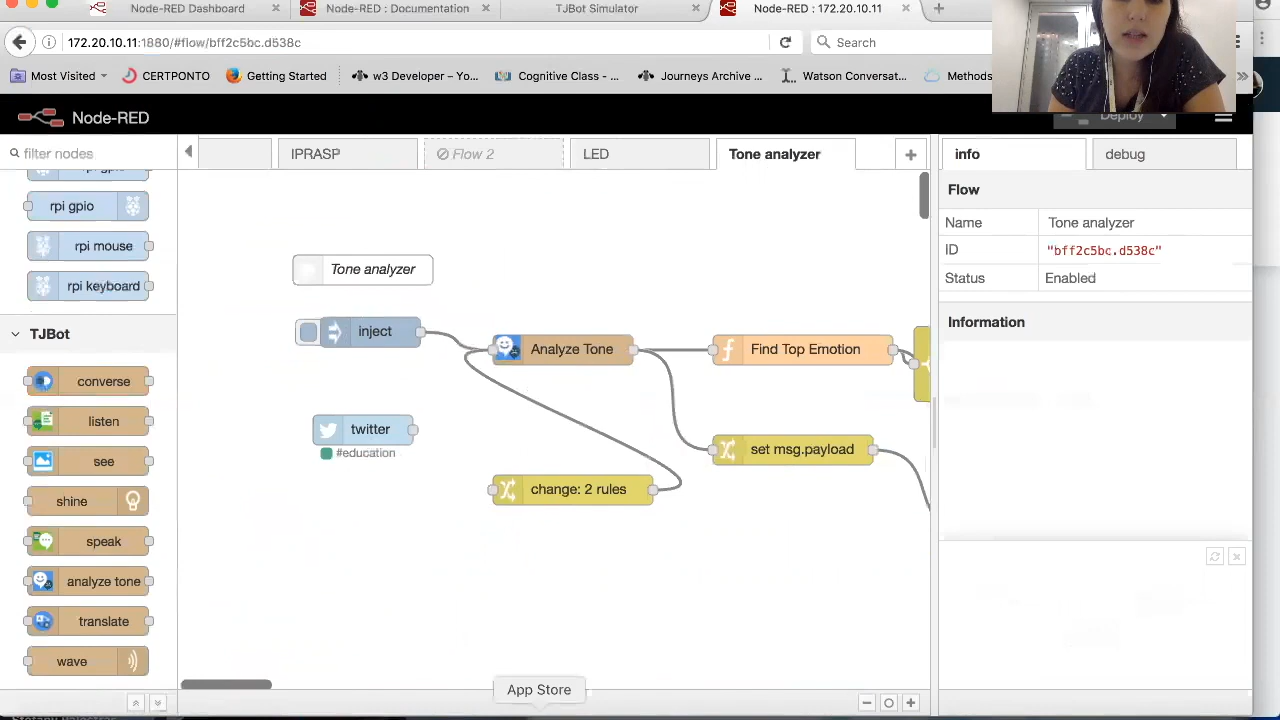 Node-RED Dashboard
Node-RED : Documentation
TJBot Simulator
Node-RED : 172.20.10.11
172.20.10.11:1880/#flow/bff2c5bc.d538c
Search
Most Visited
CERTPONTO
Getting Started
w3 Developer – Yo...
Cognitive Class - ...
Journeys Archive ...
Watson Conversat...
Methods
Node-RED
Deploy
filter nodes
IPRASP
Flow 2
LED
Tone analyzer
info
debug
rpi gpio
rpi gpio
rpi mouse
rpi keyboard
TJBot
converse
listen
see
shine
speak
analyze tone
translate
wave
Tone analyzer
inject
Analyze Tone
Find Top Emotion
twitter
#education
set msg.payload
change: 2 rules
Flow
Name
Tone analyzer
ID
"bff2c5bc.d538c"
Status
Enabled
Information
App Store